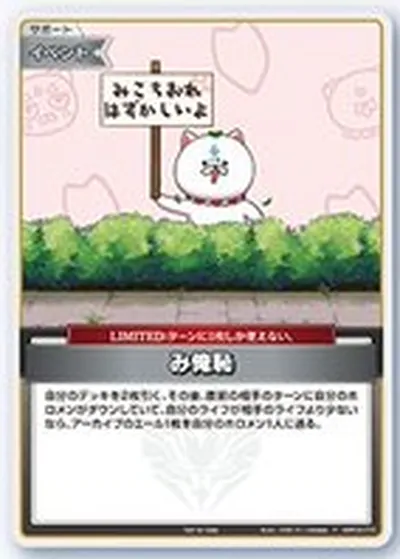 サポート
イベント
みこちおれ
はずかしいよ
LIMITED:ターンに1枚しか使えない。
み俺恥
自分のデッキを2枚引く。その後、直前の相手のターンに自分のホ
ロメンがダウンしていて、自分のライフが相手のライフより少ない
なら、アーカイブのエール1枚を自分のホロメン1人に送る。